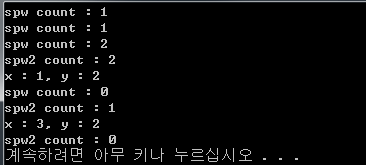 spw count : 1
spw count : 1
spw count : 2
spw2 count : 2
x : 1, y : 2
spw count : 0
spw2 count : 1
x : 3, y : 2
spw2 count : 0
계속하려면 아무 키나 누르십시오 . . .